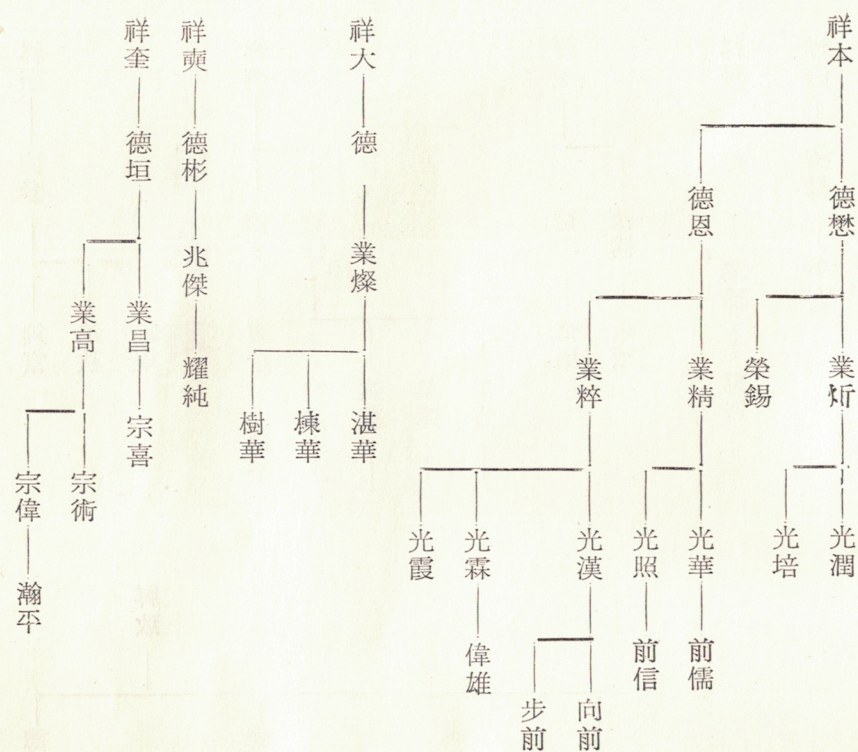 祥本
德懋
德恩
業炘
榮錫
業精
業粹
光潤
光培
光華
光照
光漢
光霖
光霞
前儒
前信
偉雄
向前
步前
祥大
德
業燦
湛華
棟華
樹華
祥奭
德彬
兆傑
耀純
祥奎
德垣
業昌
業高
宗喜
宗術
宗偉
瀚平